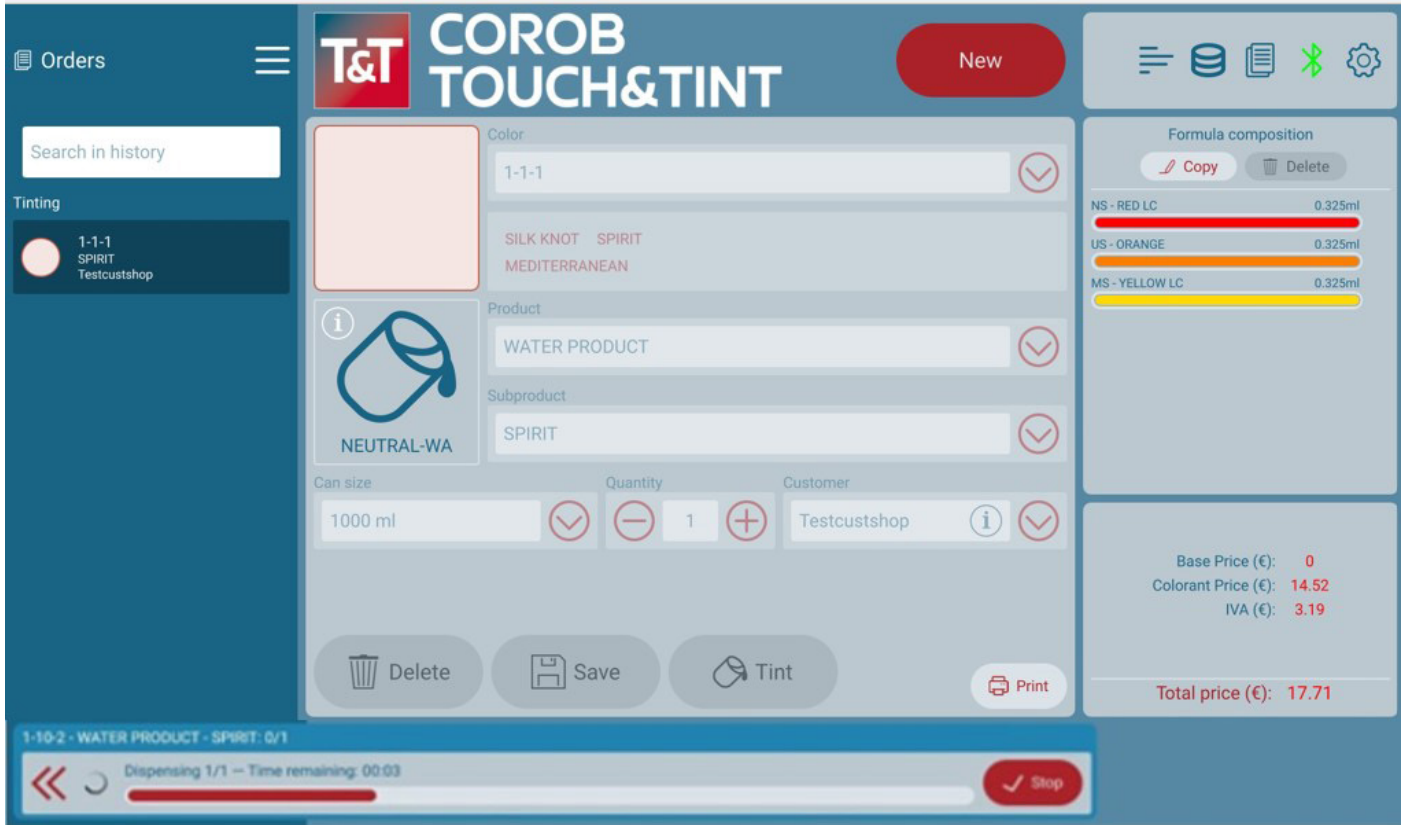 Orders
T&T
COROB
TOUCH&TINT
New
Search in history
Tinting
1-1-1
SPIRIT
Testcustshop
Color
1-1-1
SILK KNOT SPIRIT
MEDITERRANEAN
i
NEUTRAL-WA
Product
WATER PRODUCT
Subproduct
SPIRIT
Can size
1000 ml
Quantity
1
Customer
Testcustshop
i
Delete
Save
Tint
Print
Formula composition
Copy
Delete
NS - RED LC 0.325ml
US - ORANGE 0.325ml
MS - YELLOW LC 0.325ml
Base Price (€): 0
Colorant Price (€): 14.52
IVA (€): 3.19
Total price (€): 17.71
1-10-2 - WATER PRODUCT - SPIRIT: 0/1
Dispensing 1/1 — Time remaining: 00:03
Stop